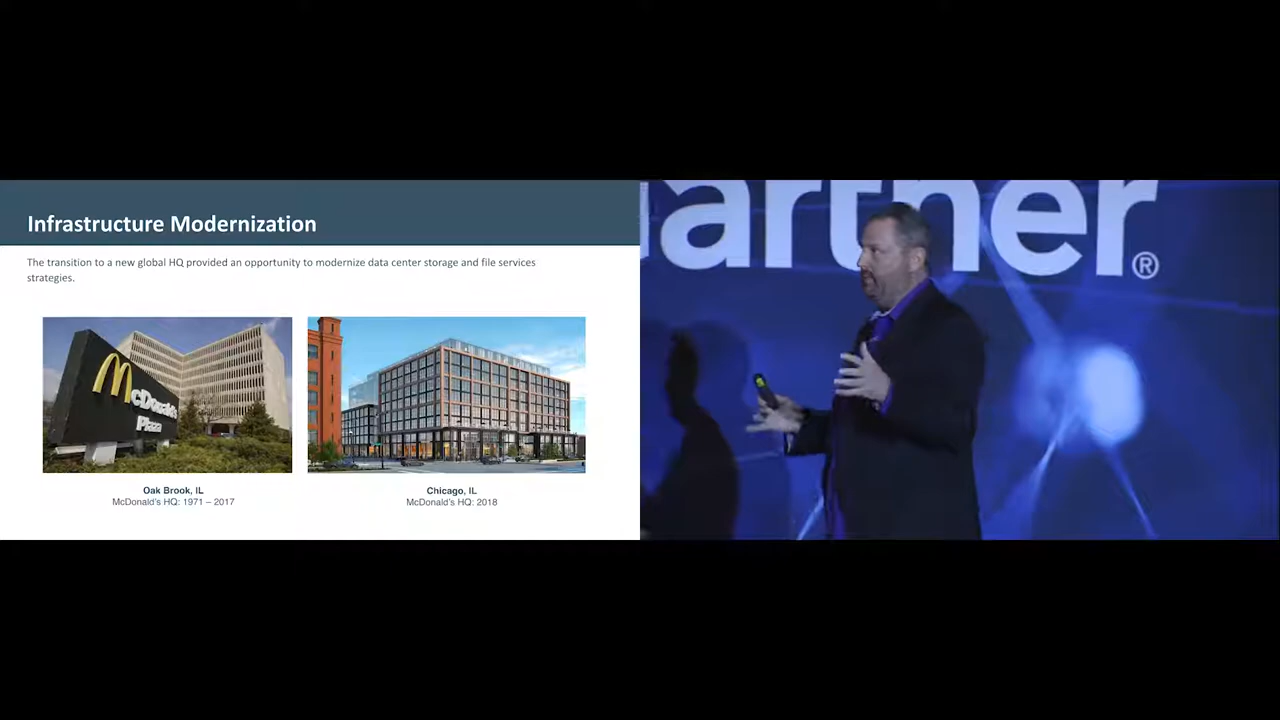 Infrastructure Modernization
The transition to a new global HQ provided an opportunity to modernize data center storage and file services
strategies.
McDonald's
Plaza
Oak Brook, IL
McDonald's HQ: 1971 – 2017
Chicago, IL
McDonald's HQ: 2018
artner®